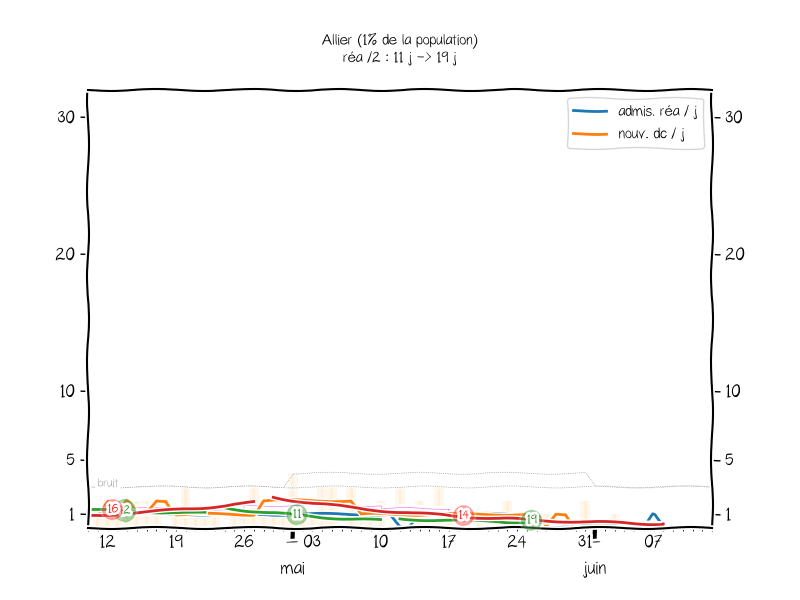 Allier (1% de la population)
réa /2 : 11 j -> 19 j
admis. réa / j
nouv. dc / j
30 30
20 20
10 10
5 5
bruit
1 1
16 2 11 14 19
12 19 26 03 10 17 24 31 07
mai juin